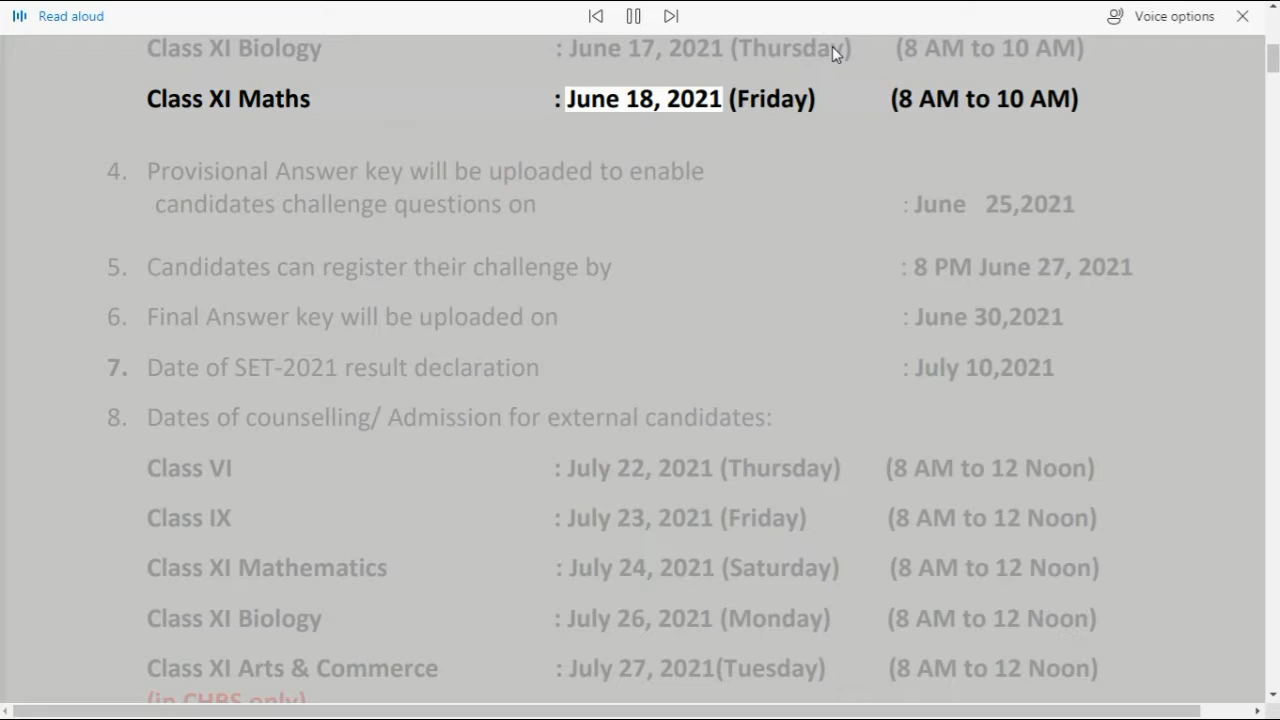 Read aloud
Voice options
Class XI Biology : June 17, 2021 (Thursday) (8 AM to 10 AM)
Class XI Maths : June 18, 2021 (Friday) (8 AM to 10 AM)
4. Provisional Answer key will be uploaded to enable
candidates challenge questions on : June 25,2021
5. Candidates can register their challenge by : 8 PM June 27, 2021
6. Final Answer key will be uploaded on : June 30,2021
7. Date of SET-2021 result declaration : July 10,2021
8. Dates of counselling/ Admission for external candidates:
Class VI : July 22, 2021 (Thursday) (8 AM to 12 Noon)
Class IX : July 23, 2021 (Friday) (8 AM to 12 Noon)
Class XI Mathematics : July 24, 2021 (Saturday) (8 AM to 12 Noon)
Class XI Biology : July 26, 2021 (Monday) (8 AM to 12 Noon)
Class XI Arts & Commerce : July 27, 2021(Tuesday) (8 AM to 12 Noon)
(in CHBS only)